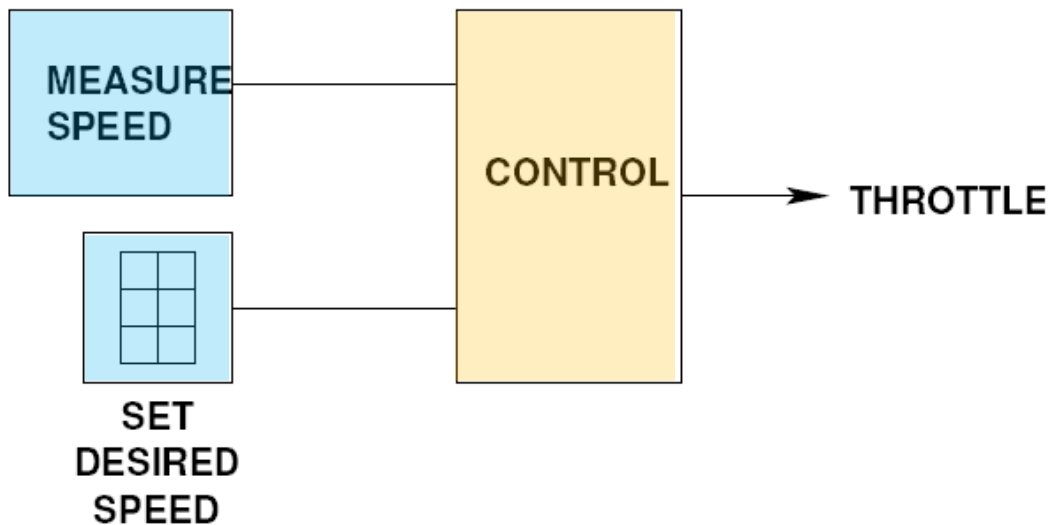 MEASURE
SPEED
CONTROL
THROTTLE
SET
DESIRED
SPEED